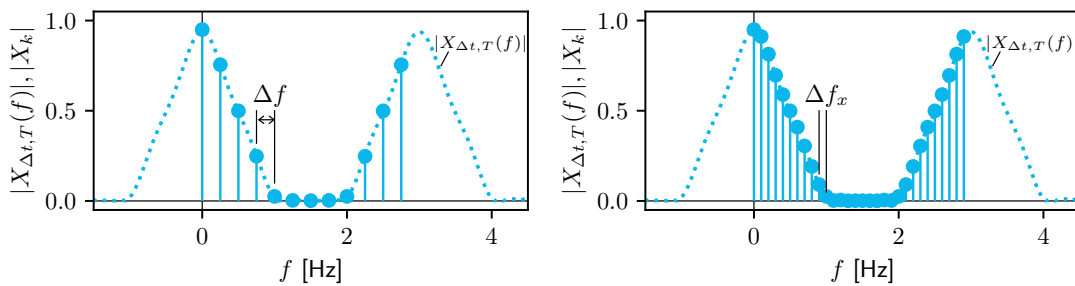 |X_{Δt,T}(f)|, |X_k|
1.0
0.5
0.0
Δf
|X_{Δt,T}(f)|
0
2
4
f [Hz]
|X_{Δt,T}(f)|, |X_k|
1.0
0.5
0.0
Δf_x
|X_{Δt,T}(f)
0
2
4
f [Hz]